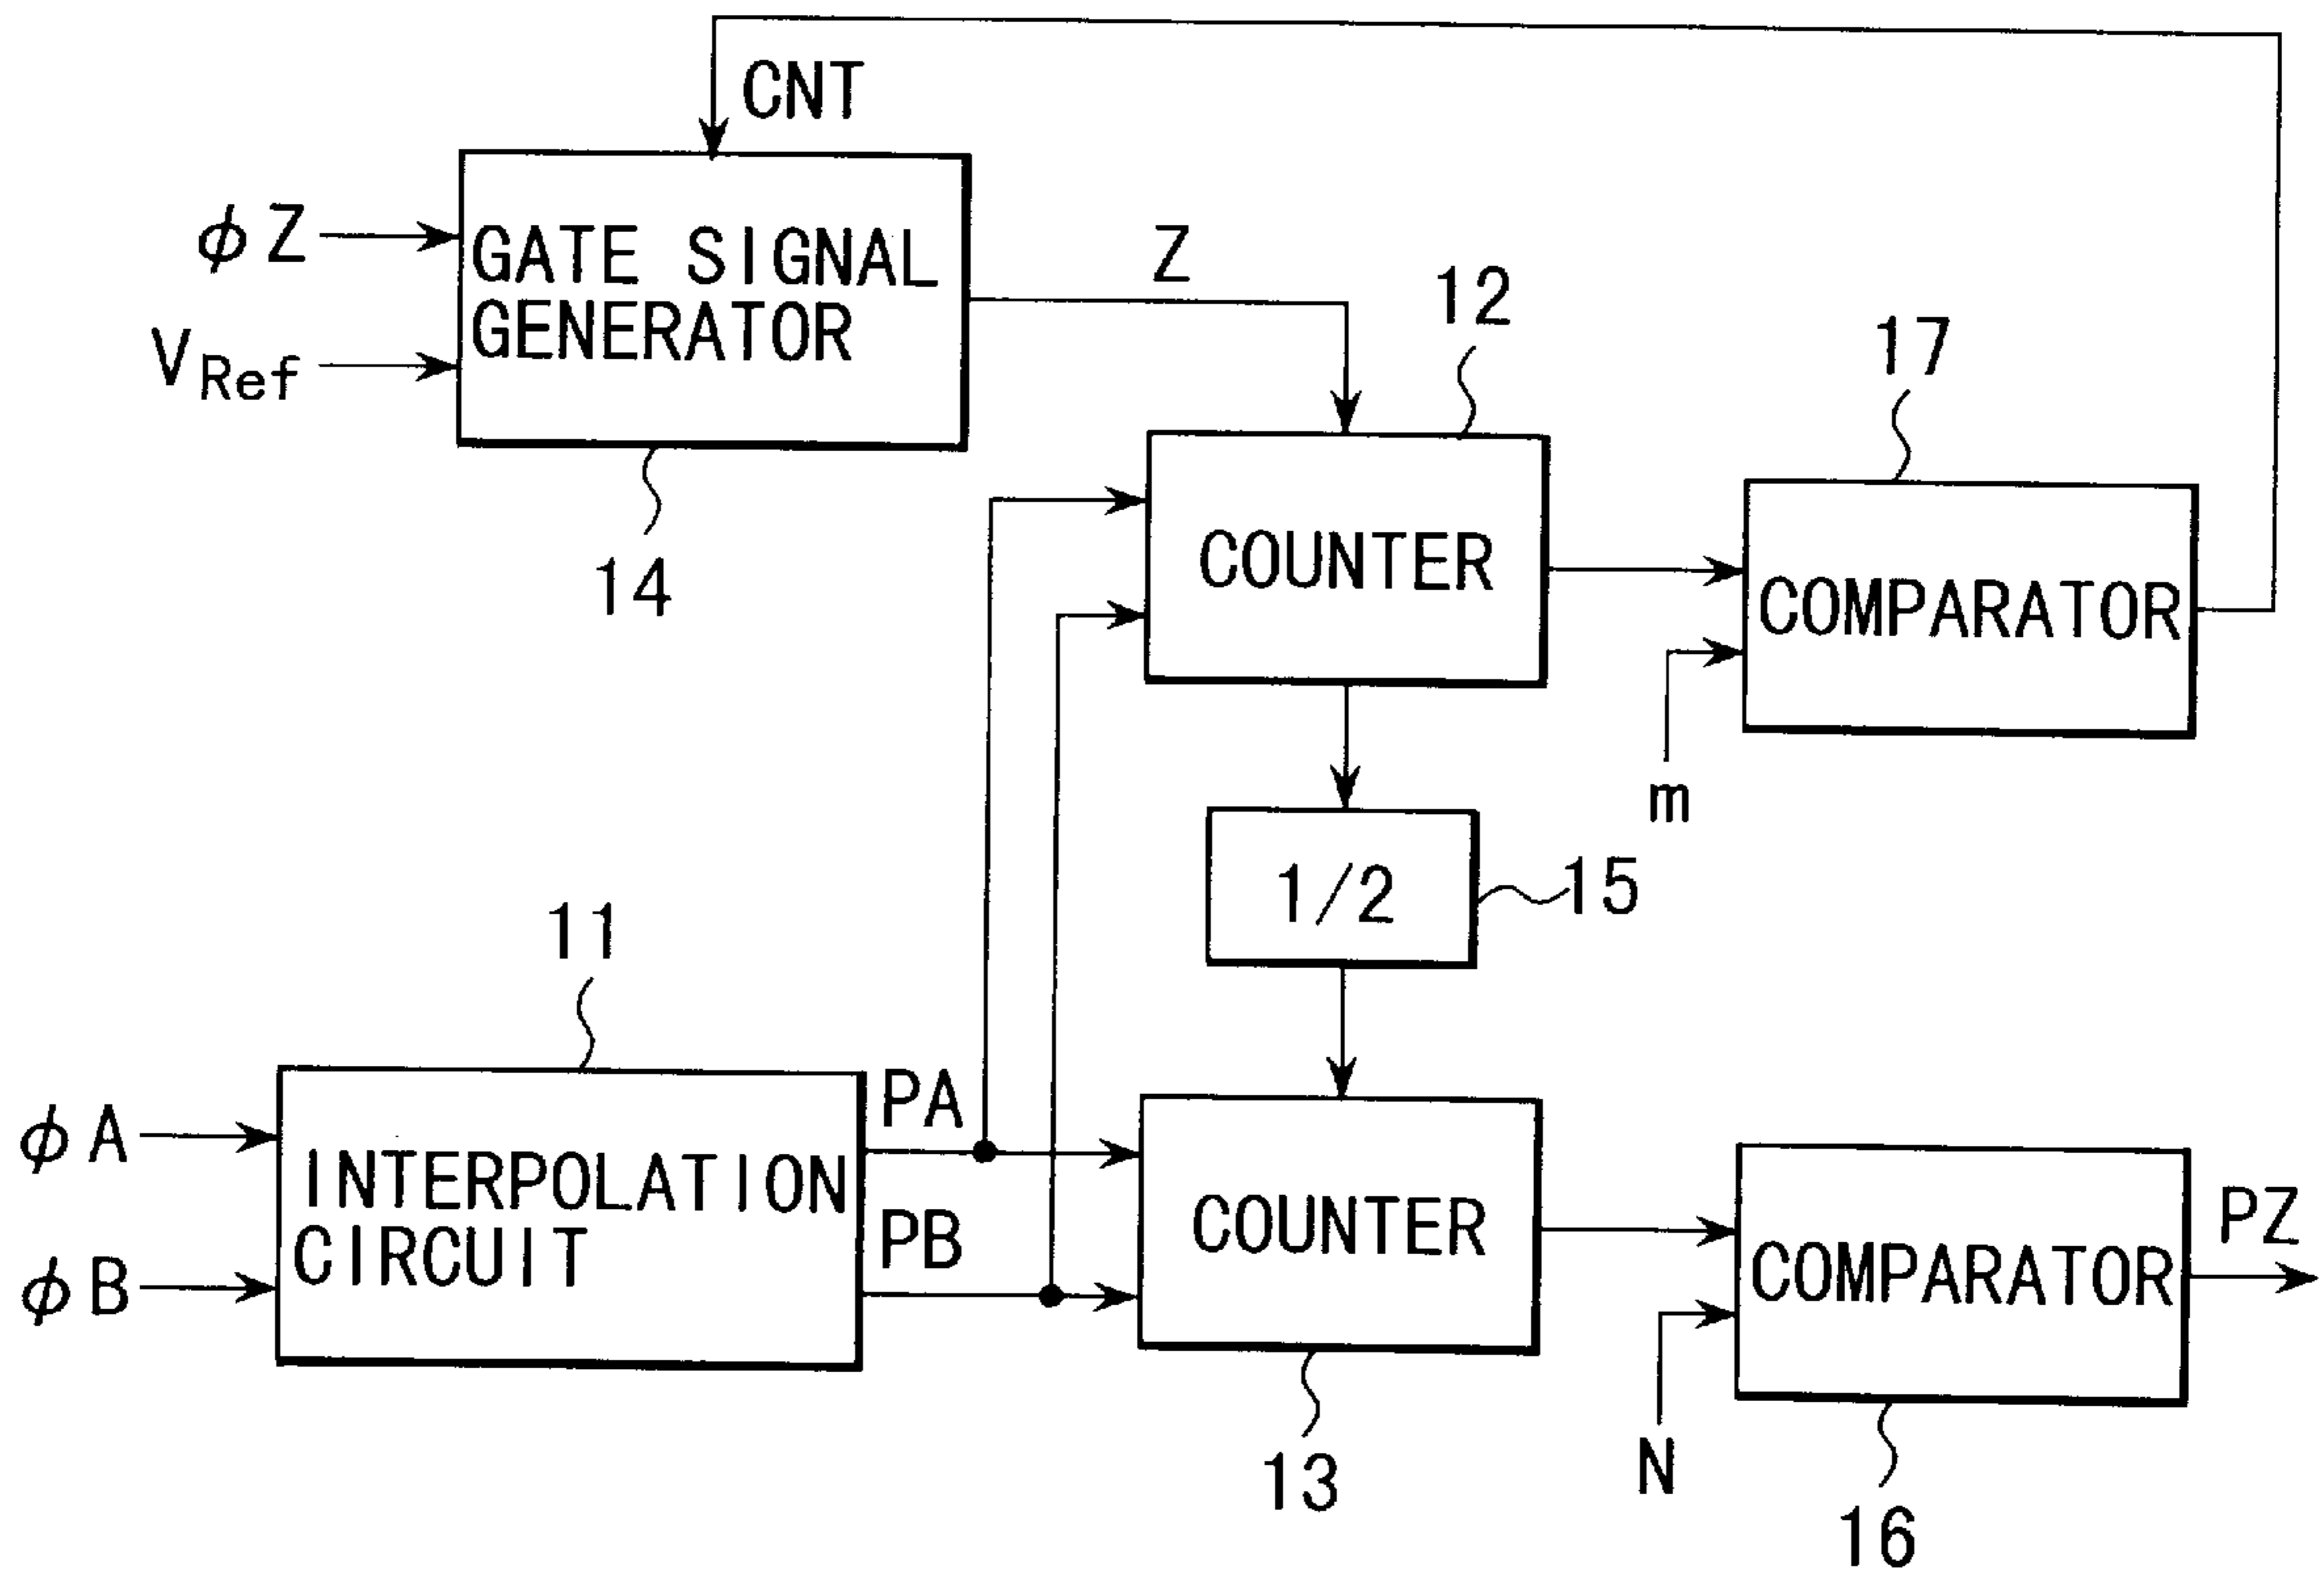 CNT
φZ
GATE SIGNAL
GENERATOR
Z
VRef
12
17
14
COUNTER
COMPARATOR
m
1/2
15
11
φA
PA
INTERPOLATION
CIRCUIT
PB
φB
COUNTER
COMPARATOR
PZ
13
N
16